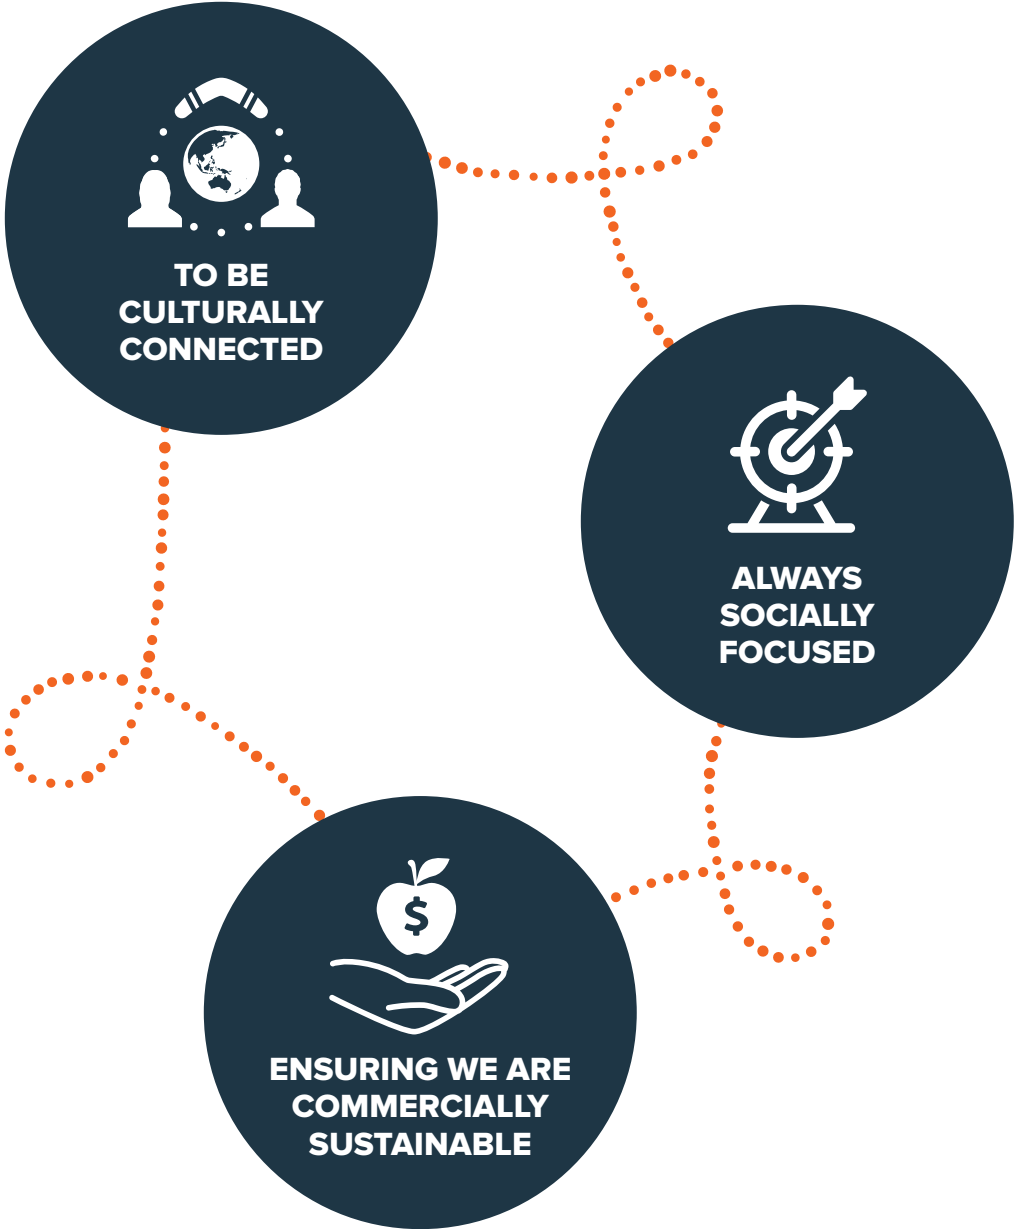 TO BE
CULTURALLY
CONNECTED
ALWAYS
SOCIALLY
FOCUSED
$
ENSURING WE ARE
COMMERCIALLY
SUSTAINABLE